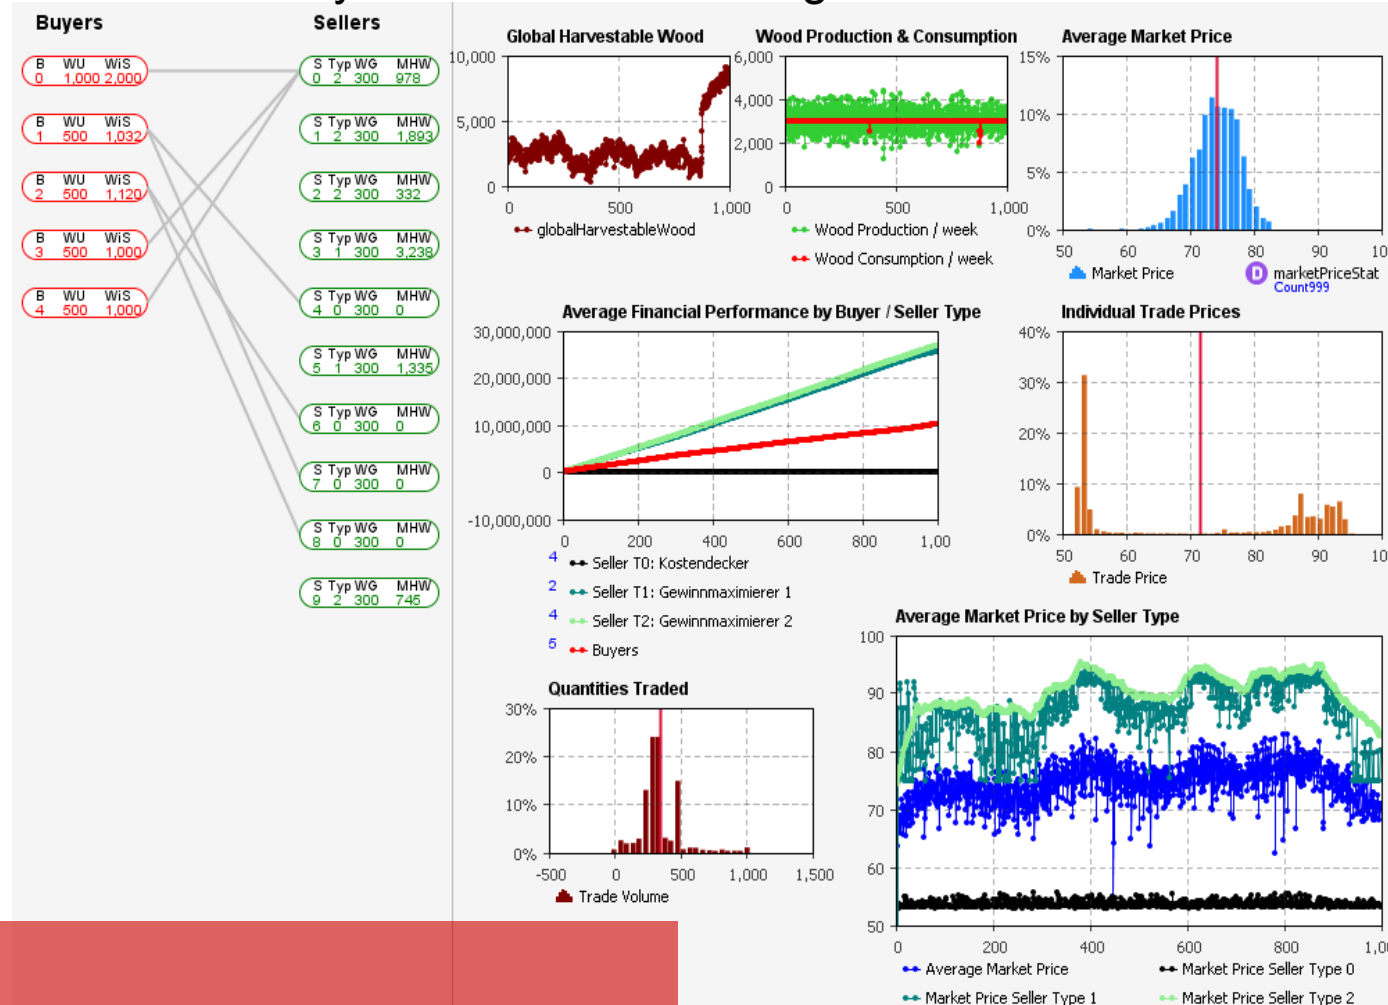 Buyers
Sellers
B WU WiS
0 1,000 2,000
B WU WiS
1 500 1,032
B WU WiS
2 500 1,120
B WU WiS
3 500 1,000
B WU WiS
4 500 1,000
S Typ WG MHW
0 2 300 978
S Typ WG MHW
1 2 300 1,893
S Typ WG MHW
2 2 300 332
S Typ WG MHW
3 1 300 3,238
S Typ WG MHW
4 0 300 0
S Typ WG MHW
5 1 300 1,335
S Typ WG MHW
6 0 300 0
S Typ WG MHW
7 0 300 0
S Typ WG MHW
8 0 300 0
S Typ WG MHW
9 2 300 745
Global Harvestable Wood
10,000
5,000
0
0 500 1,000
globalHarvestableWood
Wood Production & Consumption
6,000
4,000
2,000
0
0 500 1,000
Wood Production / week
Wood Consumption / week
Average Market Price
15%
10%
5%
0%
50 60 70 80 90 10
Market Price
D marketPriceStat
Count999
Average Financial Performance by Buyer / Seller Type
30,000,000
20,000,000
10,000,000
0
-10,000,000
0 200 400 600 800 1,00
4 Seller T0: Kostendecker
2 Seller T1: Gewinnmaximierer 1
4 Seller T2: Gewinnmaximierer 2
5 Buyers
Individual Trade Prices
40%
30%
20%
10%
0%
50 60 70 80 90 10
Trade Price
Quantities Traded
30%
20%
10%
0%
-500 0 500 1,000 1,500
Trade Volume
Average Market Price by Seller Type
100
90
80
70
60
50
0 200 400 600 800 1,00
Average Market Price
Market Price Seller Type 0
Market Price Seller Type 1
Market Price Seller Type 2